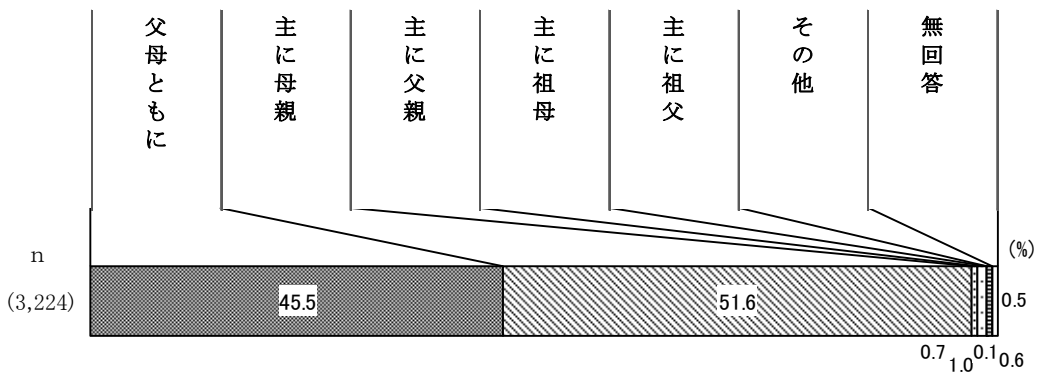 父母ともに
主に母親
主に父親
主に祖母
主に祖父
その他
無回答
(%)
n
(3,224)
45.5
51.6
0.5
0.7
1.0
0.1
0.6